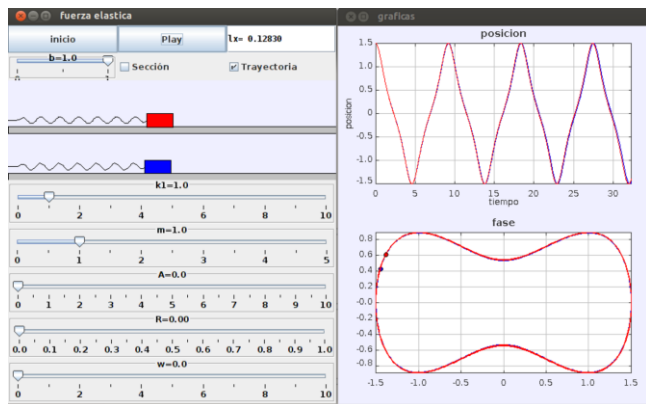 fuerza elastica
inicio
Play
lx= 0.12830
b=1.0
0 1
Sección
Trayectoria
k1=1.0
0 2 4 6 8 10
m=1.0
0 1 2 3 4 5
A=0.0
0 1 2 3 4 5 6 7 8 9 10
R=0.00
0.0 0.1 0.2 0.3 0.4 0.5 0.6 0.7 0.8 0.9 1.0
w=0.0
0 2 4 6 8 10
graficas
posicion
1.5
1.0
0.5
0
-0.5
-1.0
-1.5
posicion
0 5 10 15 20 25 30
tiempo
fase
0.8
0.6
0.4
0.2
-0.0
-0.2
-0.4
-0.6
-0.8
-1.5 -1.0 -0.5 0 0.5 1.0 1.5